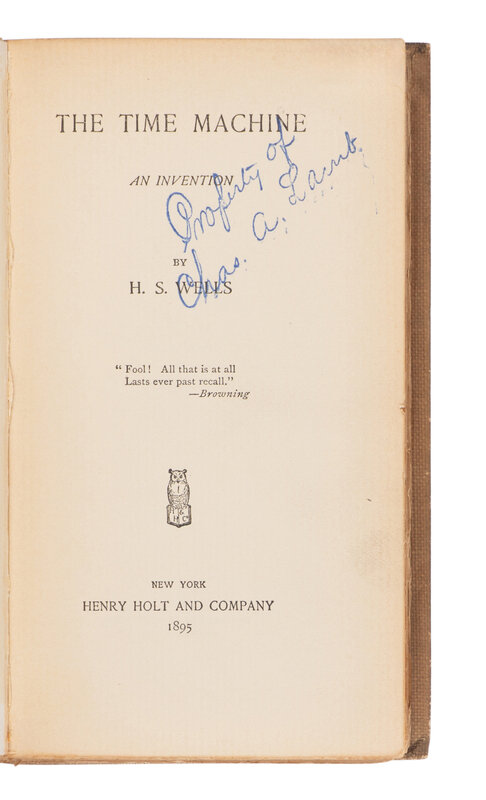 THE TIME MACHINE
AN INVENTION
Property of
Chas. A. Lamb.
BY
H. S. WELLS
“ Fool! All that is at all
Lasts ever past recall.”
—Browning
H H Co
NEW YORK
HENRY HOLT AND COMPANY
1895